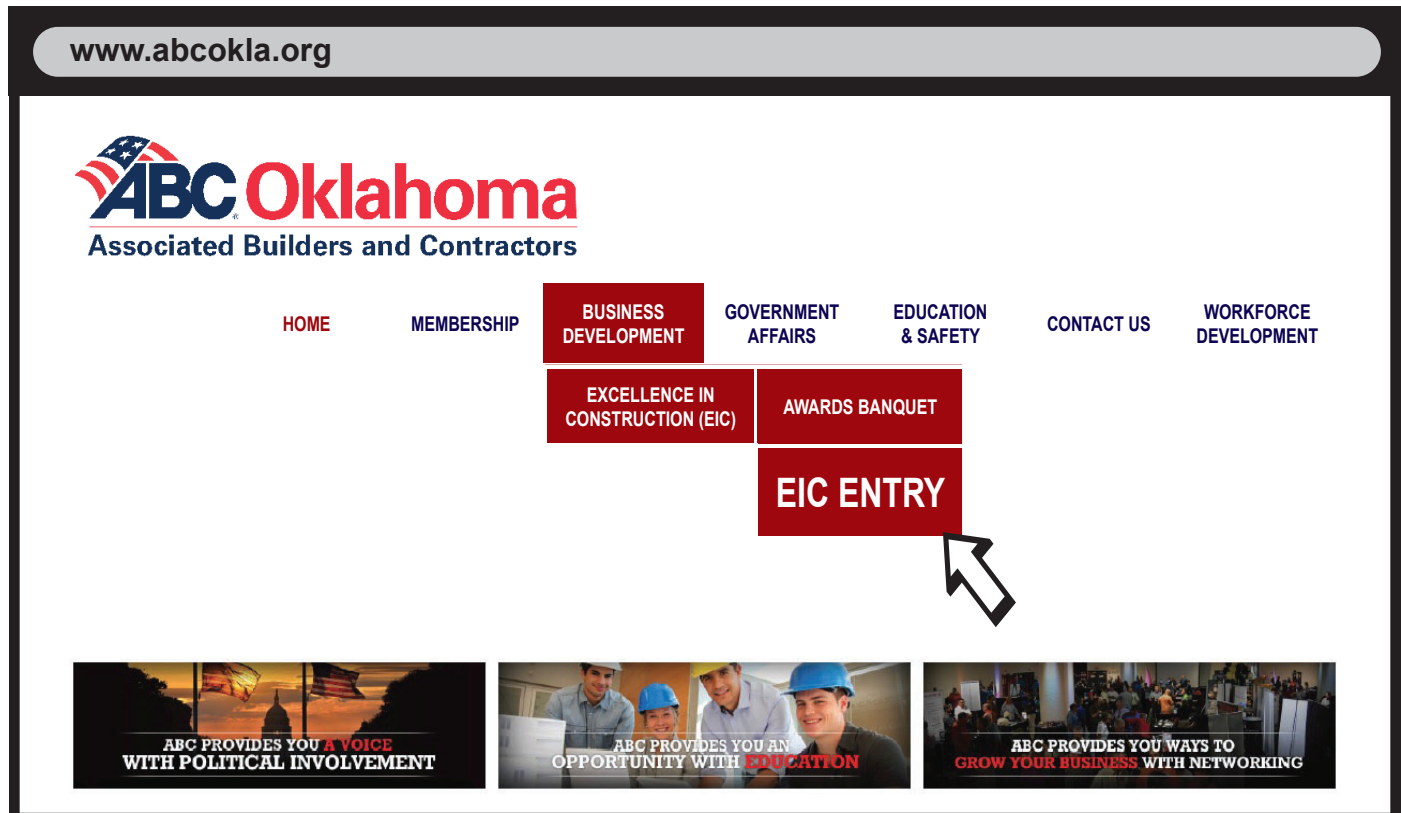 www.abcokla.org
ABC Oklahoma
Associated Builders and Contractors
HOME
MEMBERSHIP
BUSINESS
DEVELOPMENT
GOVERNMENT
AFFAIRS
EDUCATION
& SAFETY
CONTACT US
WORKFORCE
DEVELOPMENT
EXCELLENCE IN
CONSTRUCTION (EIC)
AWARDS BANQUET
EIC ENTRY
ABC PROVIDES YOU A VOICE
WITH POLITICAL INVOLVEMENT
ABC PROVIDES YOU AN
OPPORTUNITY WITH EDUCATION
ABC PROVIDES YOU WAYS TO
GROW YOUR BUSINESS WITH NETWORKING